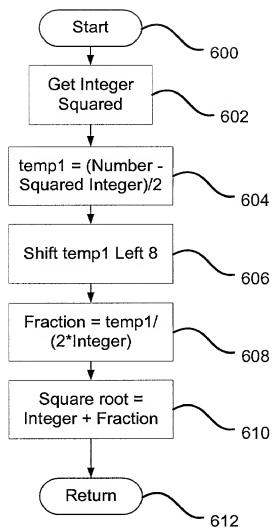 Start
600
Get Integer
Squared
602
temp1 = (Number -
Squared Integer)/2
604
Shift temp1 Left 8
606
Fraction = temp1/
(2*Integer)
608
Square root =
Integer + Fraction
610
Return
612